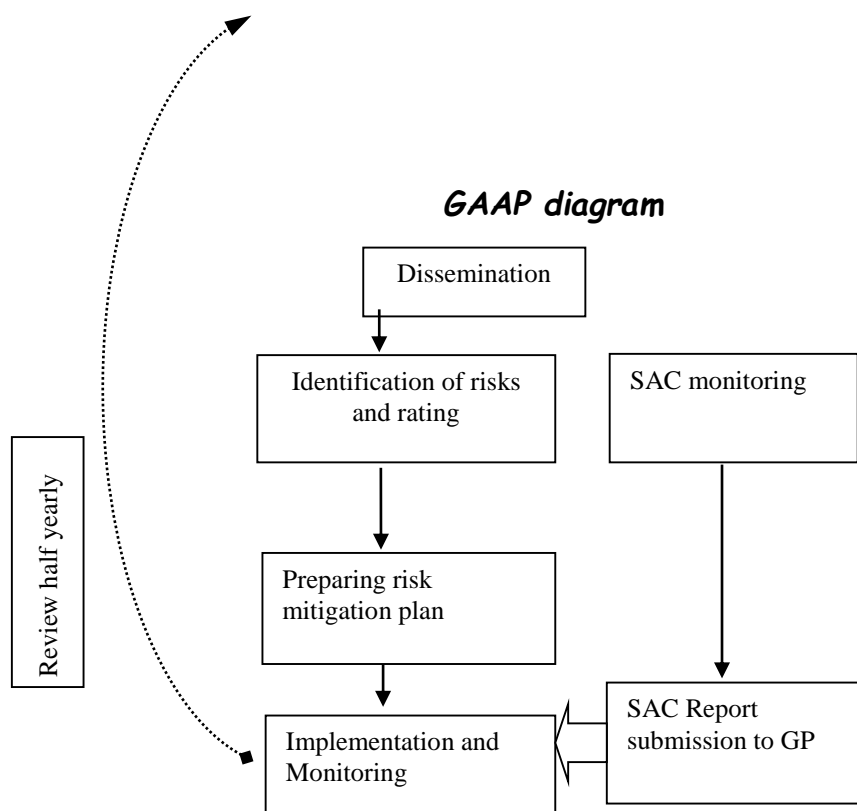 GAAP diagram
Dissemination
Identification of risks
and rating
SAC monitoring
Review half yearly
Preparing risk
mitigation plan
Implementation and
Monitoring
SAC Report
submission to GP